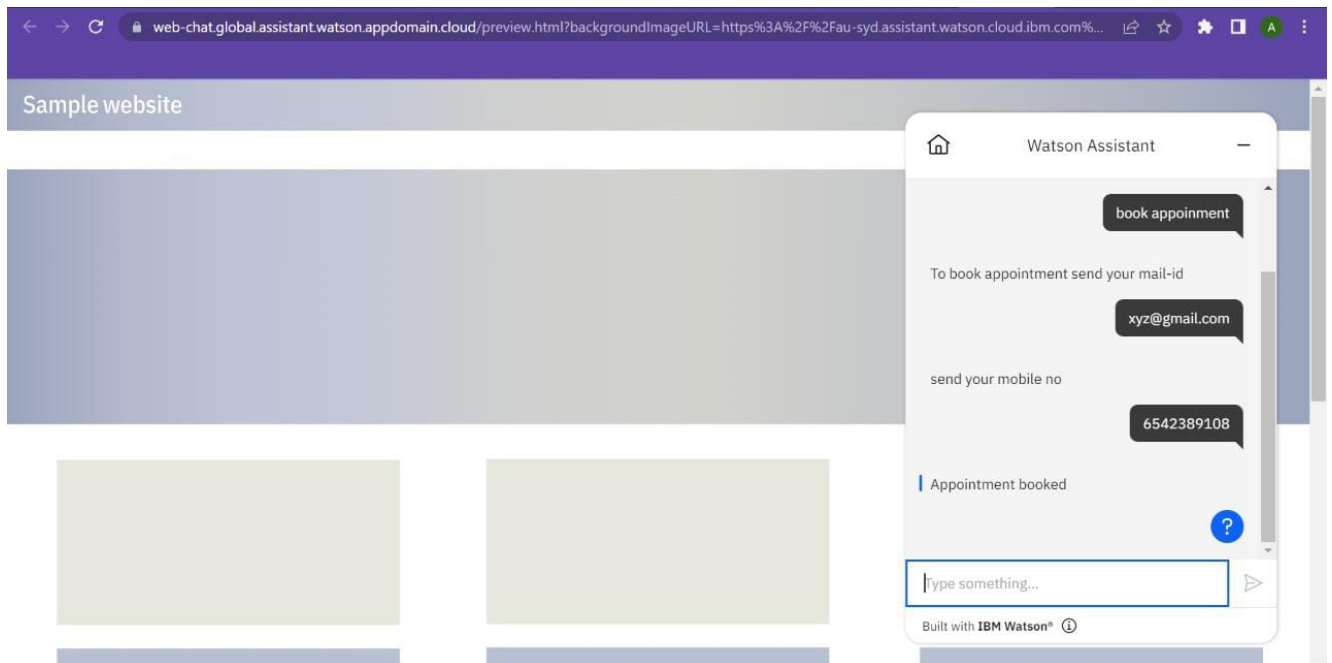 web-chat.global.assistant.watson.appdomain.cloud/preview.html?backgroundImageURL=https%3A%2F%2Fau-syd.assistant.watson.cloud.ibm.com%...
A
Sample website
Watson Assistant
book appoinment
To book appointment send your mail-id
xyz@gmail.com
send your mobile no
6542389108
Appointment booked
?
Type something...
Built with IBM Watson®